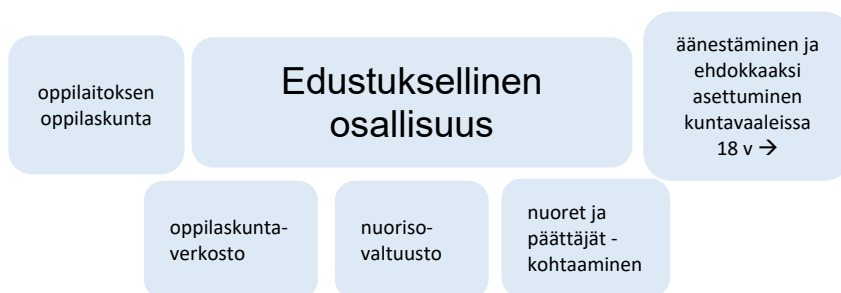 oppilaitoksen
oppilaskunta
Edustuksellinen
osallisuus
äänestäminen ja
ehdokkaaksi
asettuminen
kuntavaaleissa
18 v →
oppilaskunta-
verkosto
nuoriso-
valtuusto
nuoret ja
päättäjät -
kohtaaminen